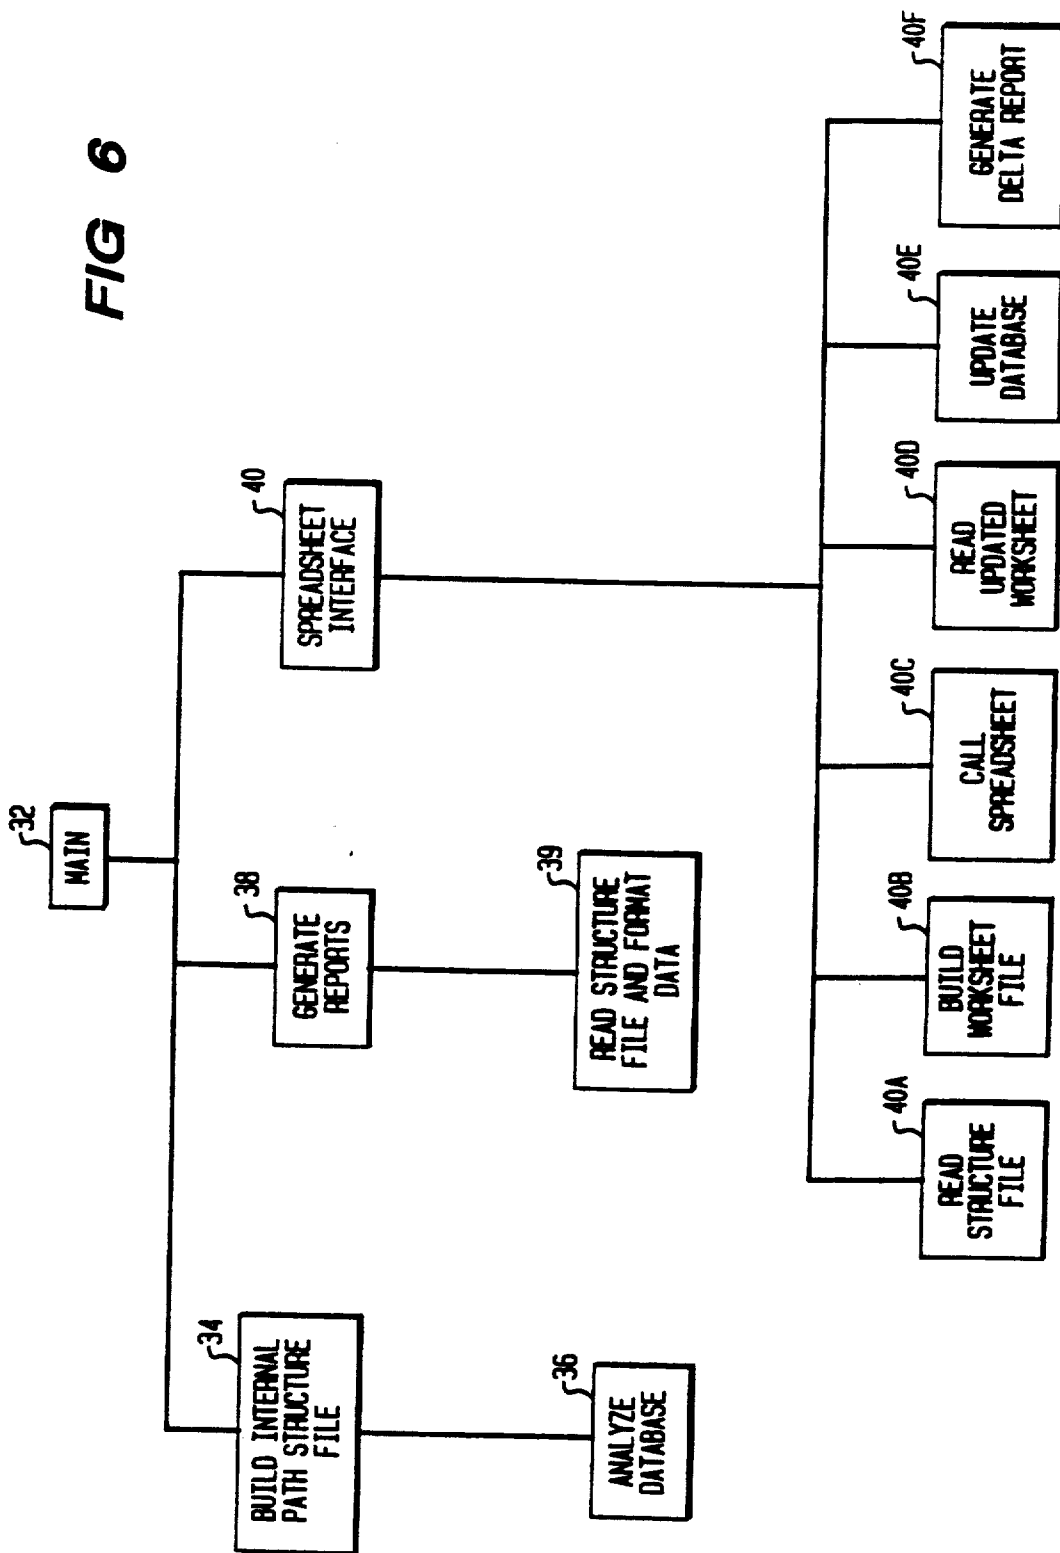 FIG 6
32
MAIN
34
BUILD INTERNAL
PATH STRUCTURE
FILE
38
GENERATE
REPORTS
40
SPREADSHEET
INTERFACE
36
ANALYZE
DATABASE
39
READ STRUCTURE
FILE AND FORMAT
DATA
40A
READ
STRUCTURE
FILE
40B
BUILD
WORKSHEET
FILE
40C
CALL
SPREADSHEET
40D
READ
UPDATED
WORKSHEET
40E
UPDATE
DATABASE
40F
GENERATE
DELTA REPORT